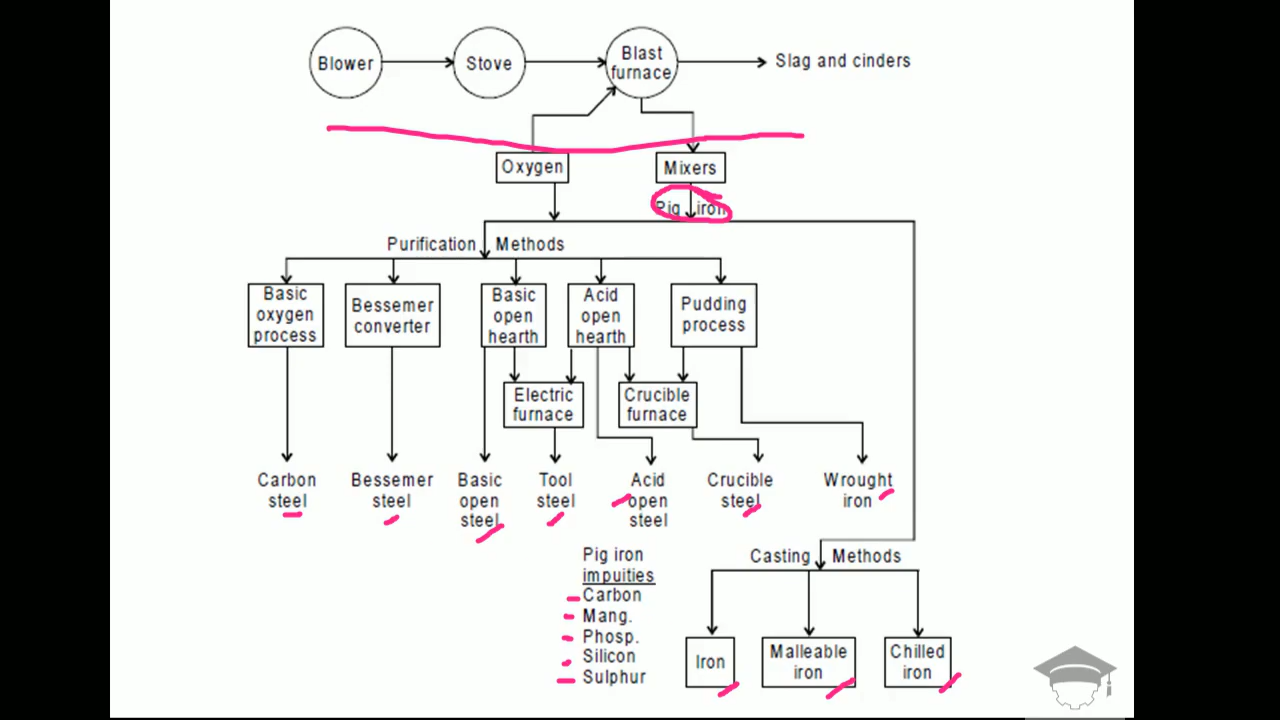 Blower
Stove
Blast
furnace
Slag and cinders
Oxygen
Mixers
Pig iron
Purification Methods
Basic
oxygen
process
Bessemer
converter
Basic
open
hearth
Acid
open
hearth
Pudding
process
Electric
furnace
Crucible
furnace
Carbon
steel
Bessemer
steel
Basic
open
steel
Tool
steel
Acid
open
steel
Crucible
steel
Wrought
iron
Pig iron
impuities
Carbon
Mang.
Phosp.
Silicon
Sulphur
Casting Methods
Iron
Malleable
iron
Chilled
iron